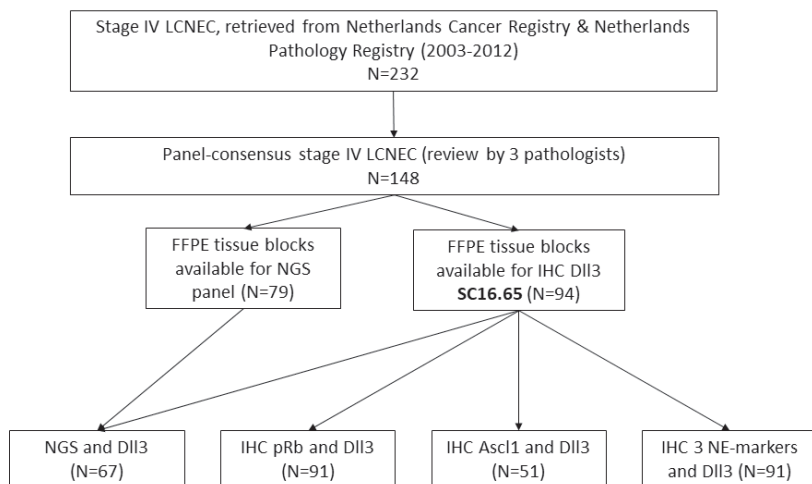 Stage IV LCNEC, retrieved from Netherlands Cancer Registry & Netherlands
Pathology Registry (2003-2012)
N=232
Panel-consensus stage IV LCNEC (review by 3 pathologists)
N=148
FFPE tissue blocks
available for NGS
panel (N=79)
FFPE tissue blocks
available for IHC Dll3
SC16.65 (N=94)
NGS and Dll3
(N=67)
IHC pRb and Dll3
(N=91)
IHC Ascl1 and Dll3
(N=51)
IHC 3 NE-markers
and Dll3 (N=91)